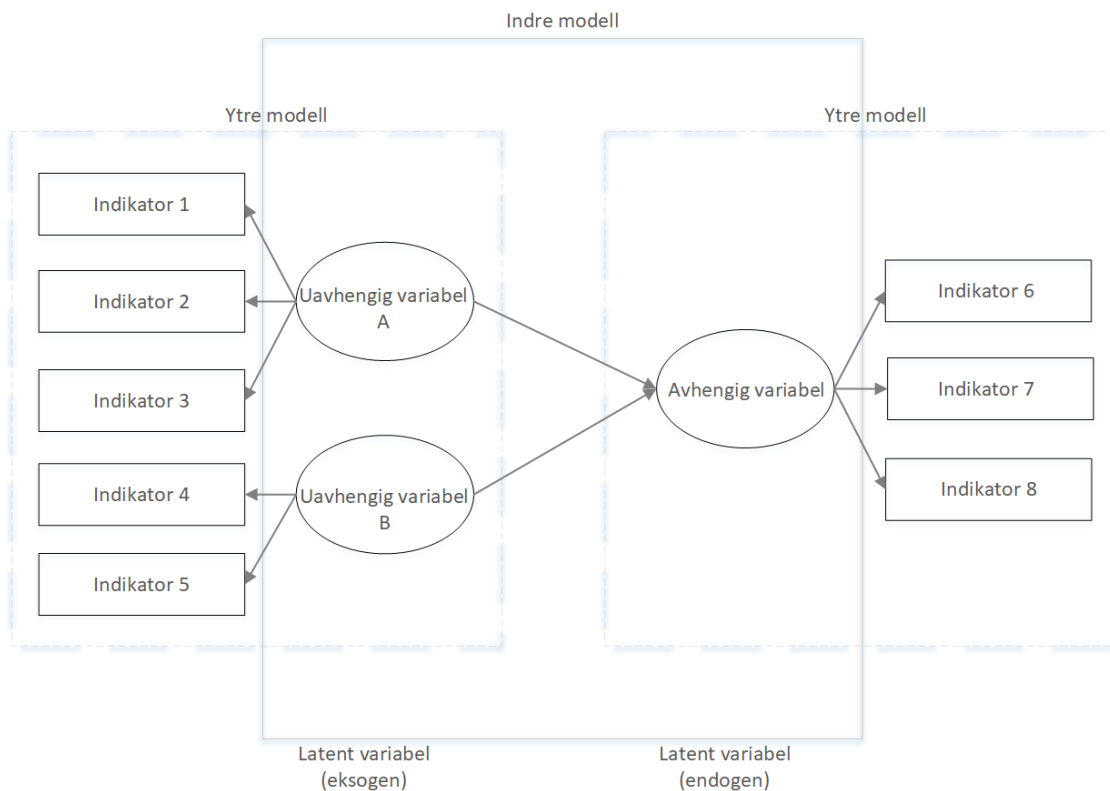 Indre modell
Ytre modell
Ytre modell
Indikator 1
Indikator 2
Indikator 3
Indikator 4
Indikator 5
Uavhengig variabel
A
Uavhengig variabel
B
Avhengig variabel
Indikator 6
Indikator 7
Indikator 8
Latent variabel
(eksogen)
Latent variabel
(endogen)